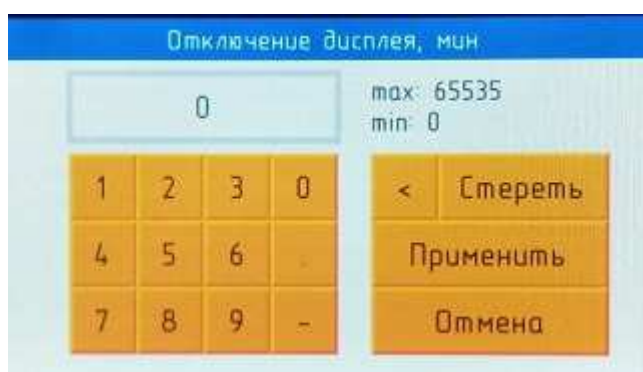 Отключение дисплея, мин
0
max: 65535
min: 0
1 2 3 0 < Стереть
4 5 6 . Применить
7 8 9 - Отмена